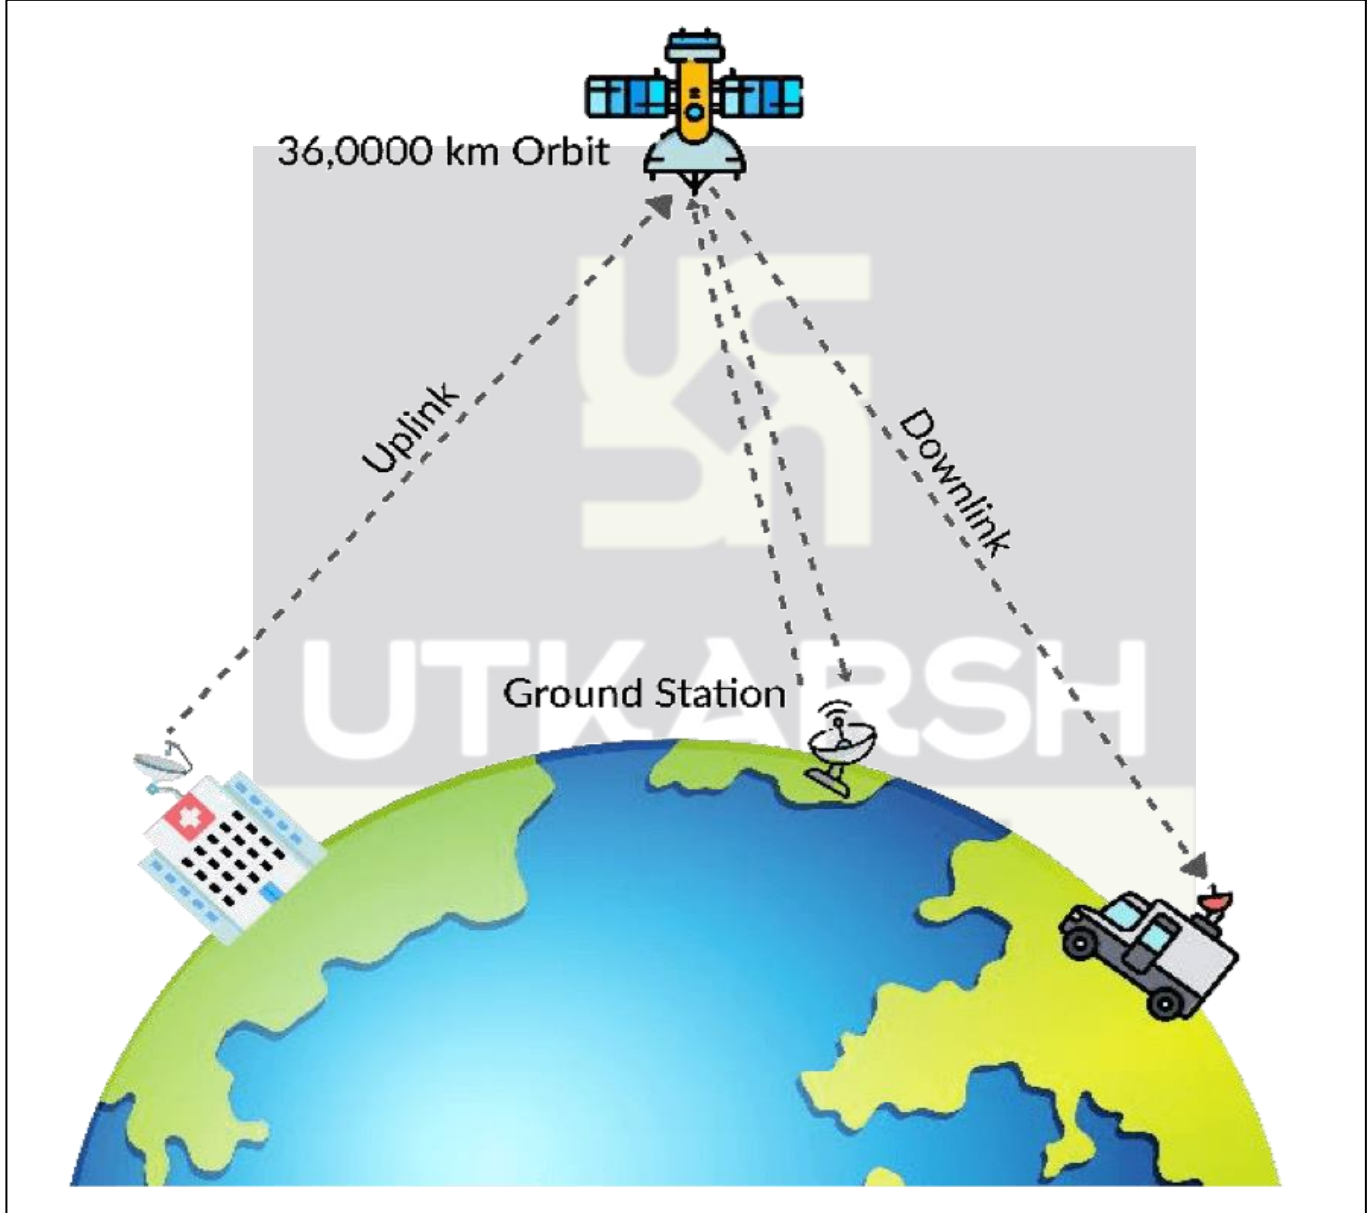 36,0000 km Orbit
Uplink
Downlink
Ground Station
UTKARSH